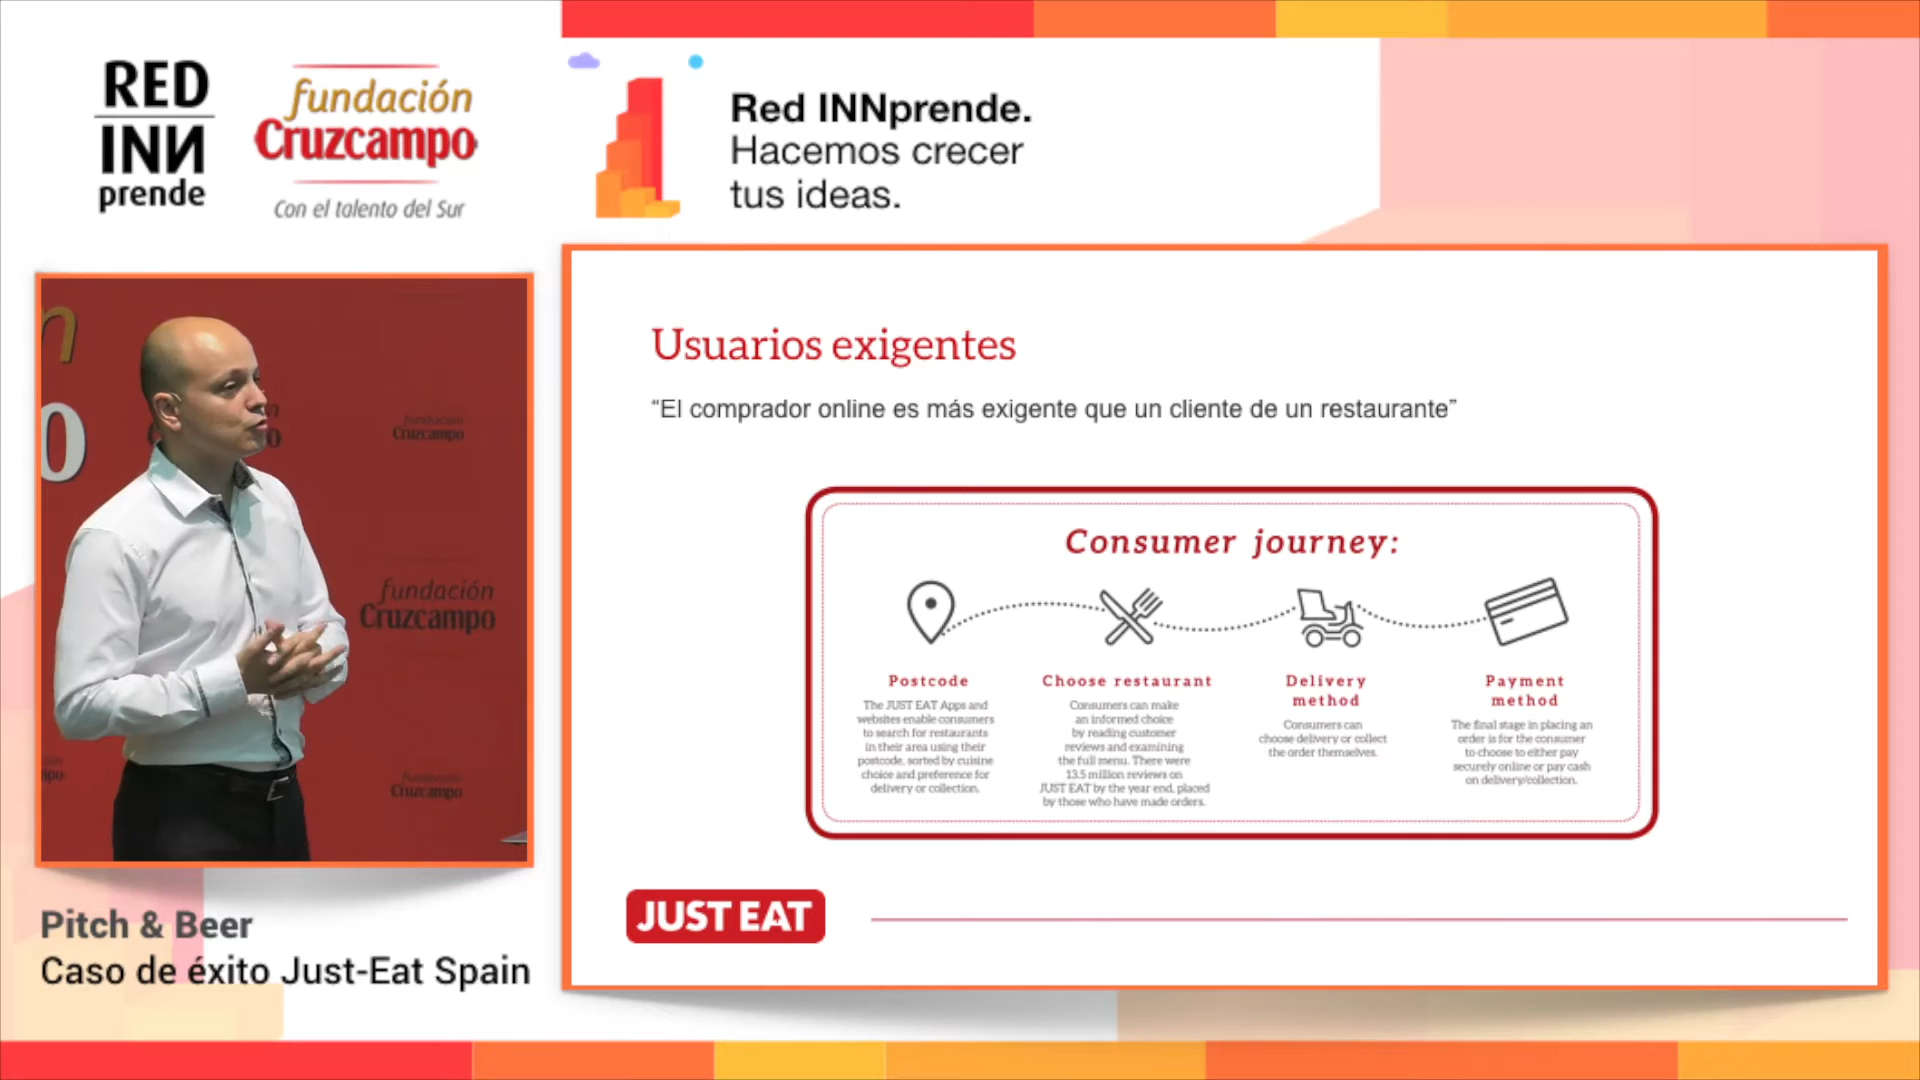 RED
INN
prende
fundación
Cruzcampo
Con el talento del Sur
Red INNprende.
Hacemos crecer
tus ideas.
fundación
Cruzcampo
fundación
Cruzcampo
fundación
Cruzcampo
Pitch & Beer
Caso de éxito Just-Eat Spain
Usuarios exigentes
“El comprador online es más exigente que un cliente de un restaurante”
Consumer journey:
Postcode
The JUST EAT Apps and
websites enable consumers
to search for restaurants
in their area using their
postcode, sorted by cuisine
choice and preference for
delivery or collection.
Choose restaurant
Consumers can make
an informed choice
by reading customer
reviews and examining
the full menu. There were
13.5 million reviews on
JUST EAT by the year end, placed
by those who have made orders.
Delivery
method
Consumers can
choose delivery or collect
the order themselves.
Payment
method
The final stage in placing an
order is for the consumer
to choose to either pay
securely online or pay cash
on delivery/collection.
JUST EAT